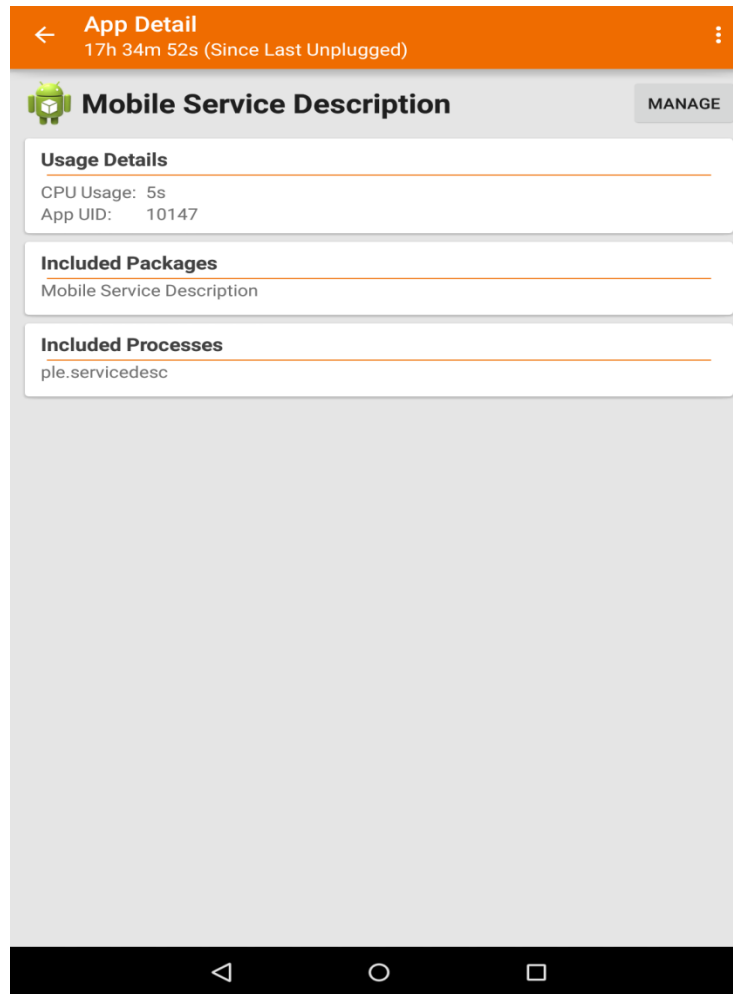 App Detail
17h 34m 52s (Since Last Unplugged)
Mobile Service Description
MANAGE
Usage Details
CPU Usage: 5s
App UID: 10147
Included Packages
Mobile Service Description
Included Processes
ple.servicedesc